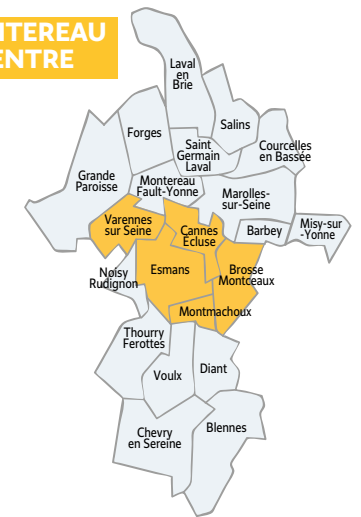 NTEREAU
ENTRE
Laval
en
Brie
Salins
Forges
Saint
Germain
Laval
Courcelles
en Bassée
Grande
Paroisse
Montereau
Fault-Yonne
Marolles-
sur-Seine
Varennes
sur Seine
Cannes
Écluse
Barbey
Misy-sur
-Yonne
Noisy
Rudignon
Esmans
Brosse
Montceaux
Montmachoux
Thourry
Ferottes
Voulx
Diant
Chevry
en Sereine
Blennes